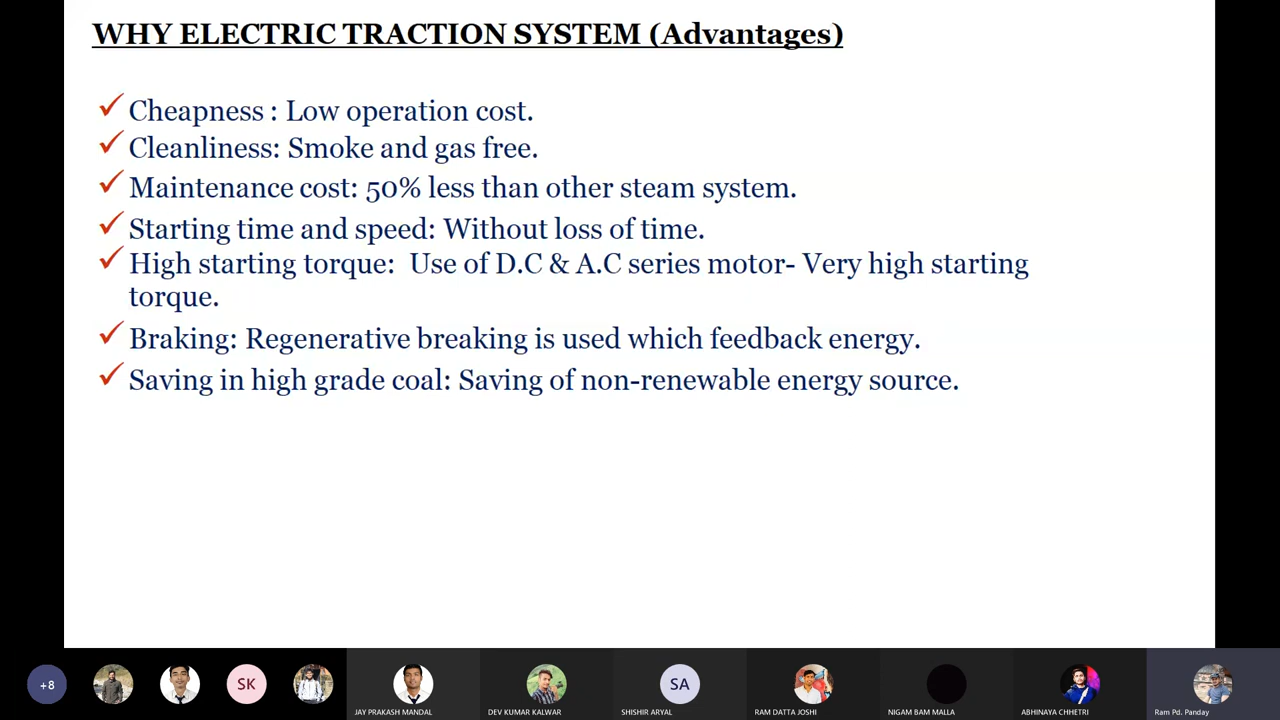 WHY ELECTRIC TRACTION SYSTEM (Advantages)
Cheapness : Low operation cost.
Cleanliness: Smoke and gas free.
Maintenance cost: 50% less than other steam system.
Starting time and speed: Without loss of time.
High starting torque:  Use of D.C & A.C series motor- Very high starting
torque.
Braking: Regenerative breaking is used which feedback energy.
Saving in high grade coal: Saving of non-renewable energy source.
+8
SK
SA
JAY PRAKASH MANDAL
DEV KUMAR KALWAR
SHISHIR ARYAL
RAM DATTA JOSHI
NIGAM BAM MALLA
ABHINAYA CHHETRI
Ram Pd. Panday